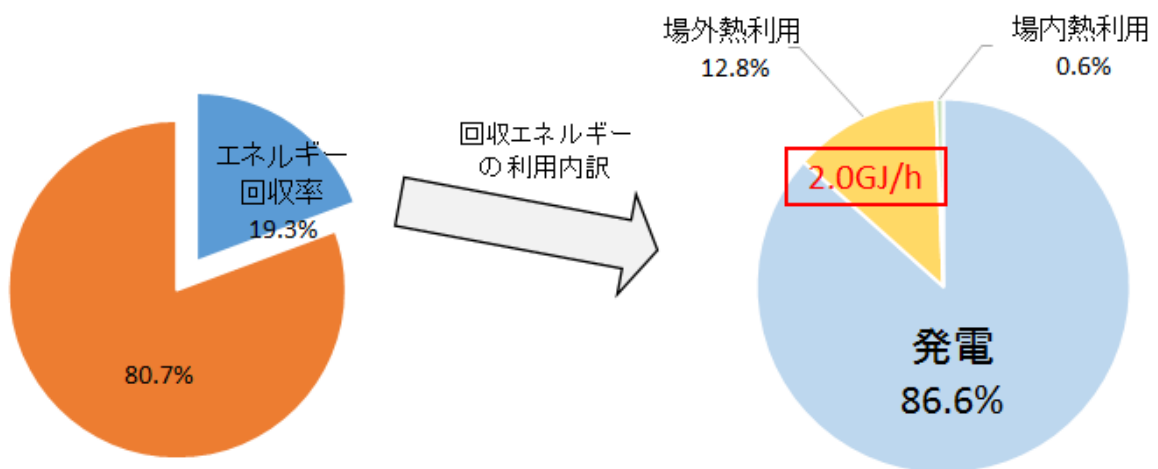 エネルギー
回収率
19.3%
80.7%
回収エネルギー
の利用内訳
場外熱利用
12.8%
場内熱利用
0.6%
2.0GJ/h
発電
86.6%